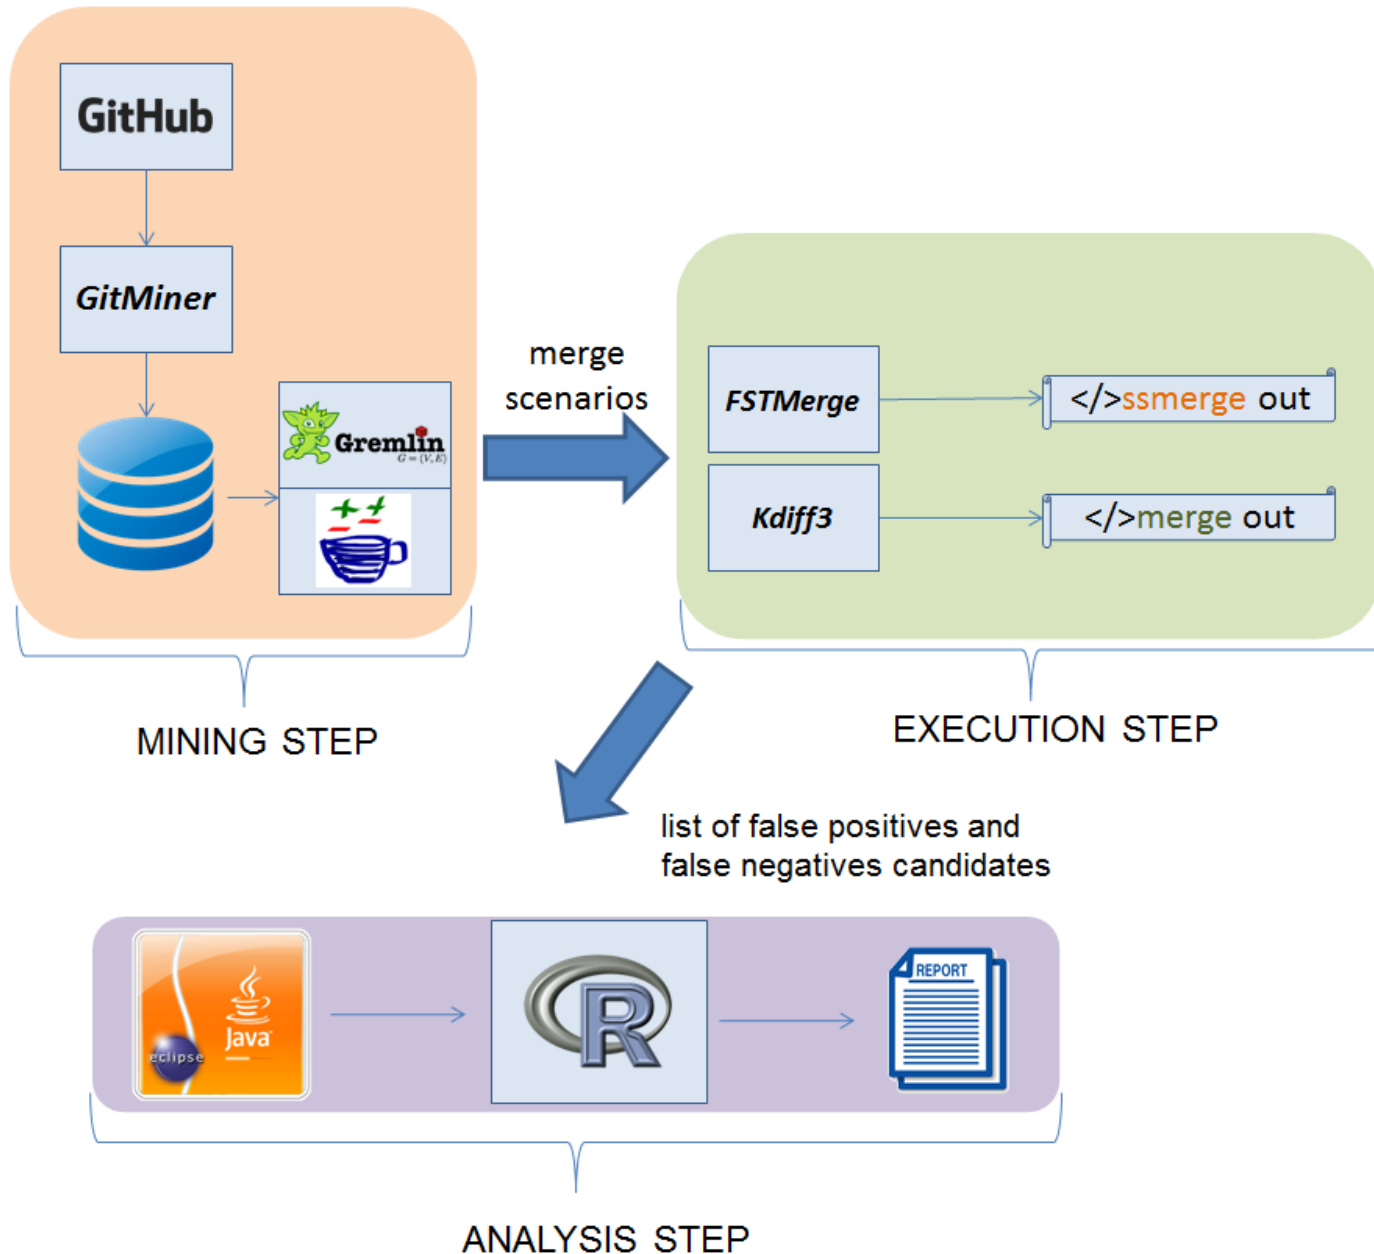 GitHub
GitMiner
Gremlin
G = (V, E)
MINING STEP
merge
scenarios
FSTMerge
</>ssmerge out
Kdiff3
</>merge out
EXECUTION STEP
list of false positives and
false negatives candidates
eclipse
Java
R
REPORT
ANALYSIS STEP